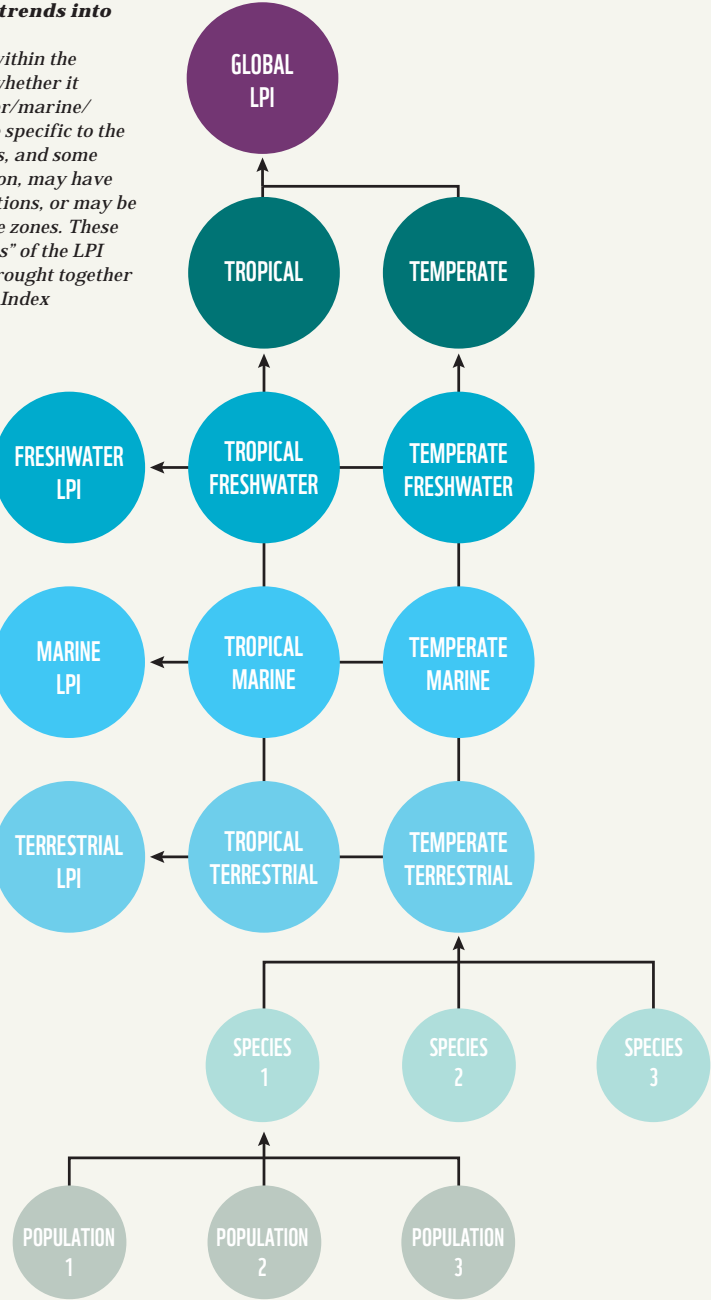 trends into
within the
whether it
er/marine/
specific to the
s, and some
on, may have
tions, or may be
e zones. These
s” of the LPI
rought together
Index
GLOBAL
LPI
TROPICAL
TEMPERATE
FRESHWATER
LPI
TROPICAL
FRESHWATER
TEMPERATE
FRESHWATER
MARINE
LPI
TROPICAL
MARINE
TEMPERATE
MARINE
TERRESTRIAL
LPI
TROPICAL
TERRESTRIAL
TEMPERATE
TERRESTRIAL
SPECIES
1
SPECIES
2
SPECIES
3
POPULATION
1
POPULATION
2
POPULATION
3